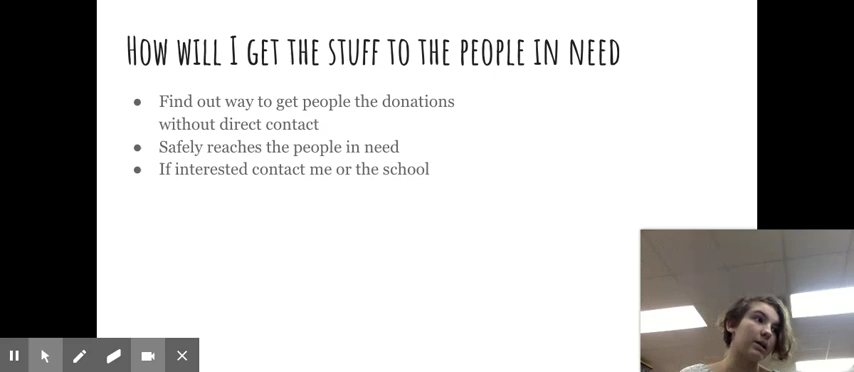 How will I get the stuff to the people in need
● Find out way to get people the donations
without direct contact
● Safely reaches the people in need
● If interested contact me or the school